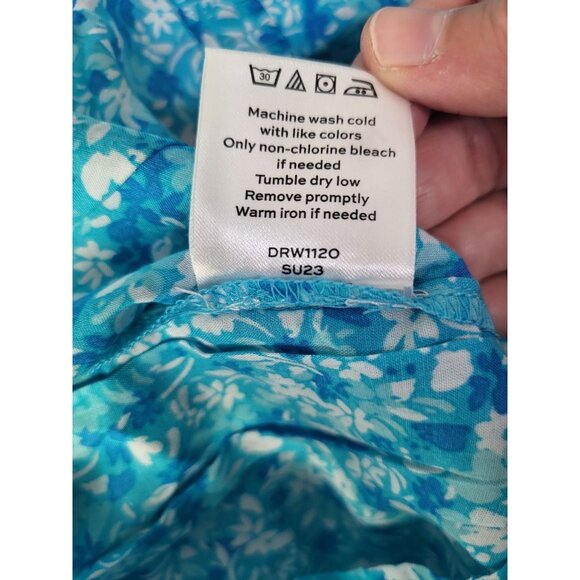 30
Machine wash cold
with like colors
Only non-chlorine bleach
if needed
Tumble dry low
Remove promptly
Warm iron if needed
DRW1120
SU23